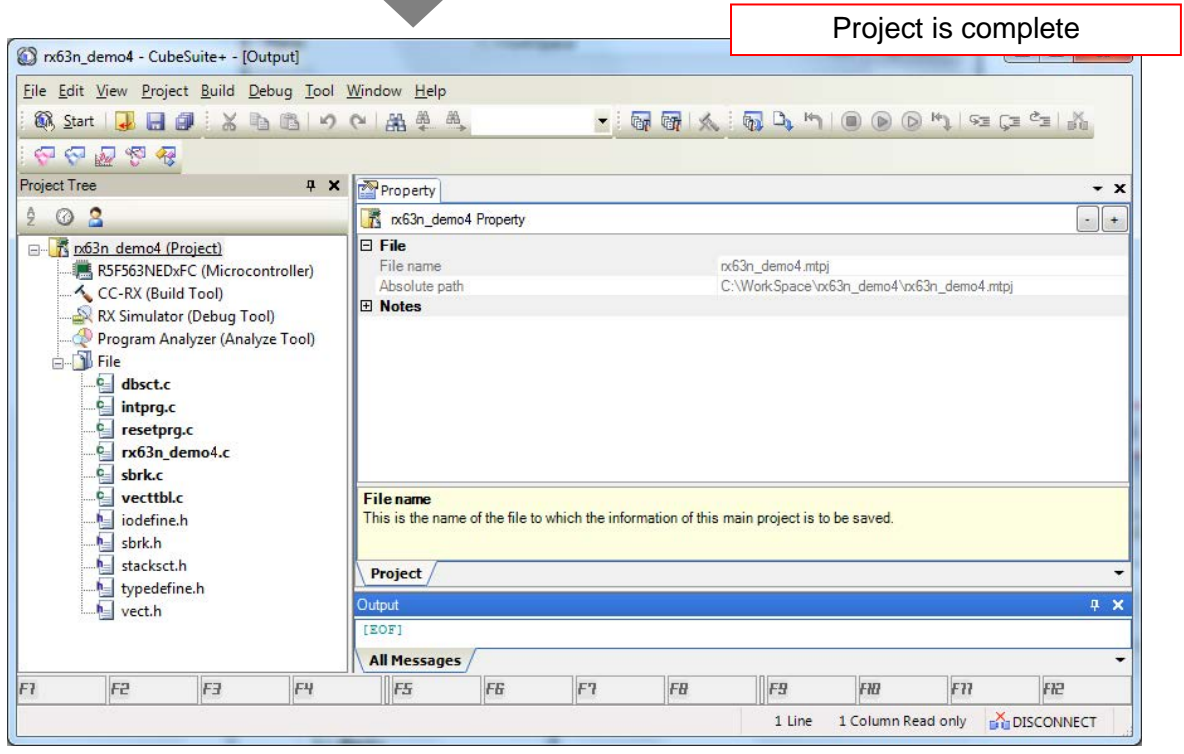 Project is complete
rx63n_demo4 - CubeSuite+ - [Output]
File Edit View Project Build Debug Tool Window Help
Start
Project Tree
Property
rx63n_demo4 Property
rx63n_demo4 (Project)
R5F563NEDxFC (Microcontroller)
CC-RX (Build Tool)
RX Simulator (Debug Tool)
Program Analyzer (Analyze Tool)
File
dbsct.c
intprg.c
resetprg.c
rx63n_demo4.c
sbrk.c
vecttbl.c
iodefine.h
sbrk.h
stacksct.h
typedefine.h
vect.h
File
File name rx63n_demo4.mtpj
Absolute path C:\WorkSpace\rx63n_demo4\rx63n_demo4.mtpj
Notes
File name
This is the name of the file to which the information of this main project is to be saved.
Project
Output
[EOF]
All Messages
F1 F2 F3 F4 F5 F6 F7 F8 F9 F10 F11 F12
1 Line 1 Column Read only DISCONNECT